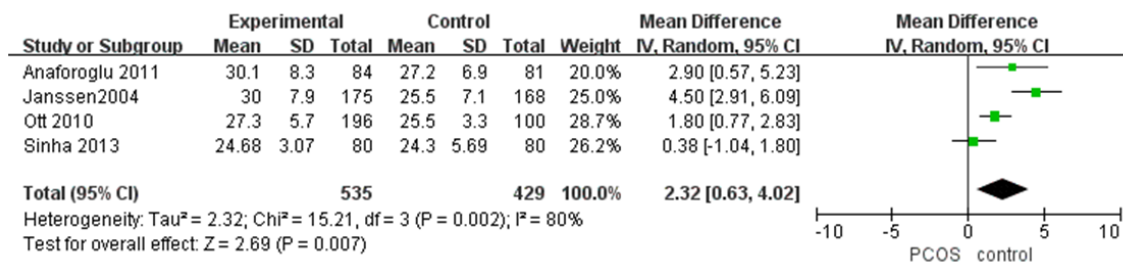 Experimental Control Mean Difference Mean Difference
Study or Subgroup Mean SD Total Mean SD Total Weight IV, Random, 95% CI IV, Random, 95% CI
Anaforoglu 2011 30.1 8.3 84 27.2 6.9 81 20.0% 2.90 [0.57, 5.23]
Janssen2004 30 7.9 175 25.5 7.1 168 25.0% 4.50 [2.91, 6.09]
Ott 2010 27.3 5.7 196 25.5 3.3 100 28.7% 1.80 [0.77, 2.83]
Sinha 2013 24.68 3.07 80 24.3 5.69 80 26.2% 0.38 [-1.04, 1.80]
Total (95% CI) 535 429 100.0% 2.32 [0.63, 4.02]
Heterogeneity: Tau² = 2.32; Chi² = 15.21, df = 3 (P = 0.002); I² = 80%
Test for overall effect: Z = 2.69 (P = 0.007)
-10 -5 0 5 10
PCOS control